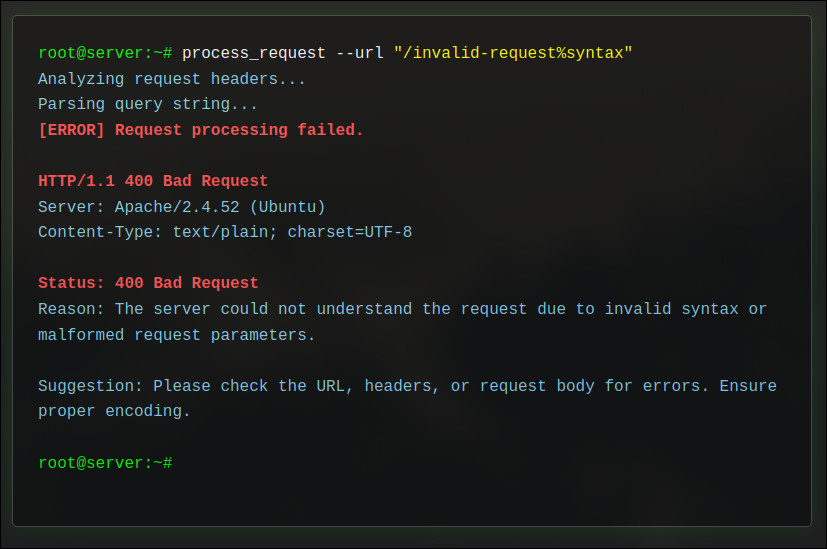 root@server:~# process_request --url "/invalid-request%syntax"
Analyzing request headers...
Parsing query string...
[ERROR] Request processing failed.
HTTP/1.1 400 Bad Request
Server: Apache/2.4.52 (Ubuntu)
Content-Type: text/plain; charset=UTF-8
Status: 400 Bad Request
Reason: The server could not understand the request due to invalid syntax or
malformed request parameters.
Suggestion: Please check the URL, headers, or request body for errors. Ensure
proper encoding.
root@server:~#